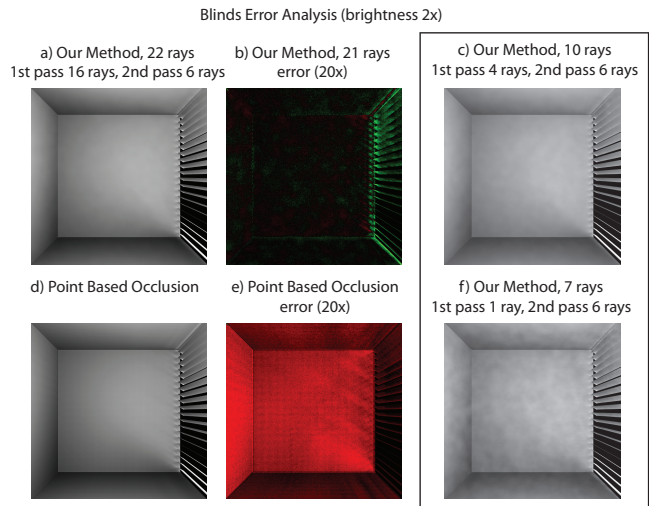 Blinds Error Analysis (brightness 2x)
a) Our Method, 22 rays
1st pass 16 rays, 2nd pass 6 rays
b) Our Method, 21 rays
error (20x)
c) Our Method, 10 rays
1st pass 4 rays, 2nd pass 6 rays
d) Point Based Occlusion
e) Point Based Occlusion
error (20x)
f) Our Method, 7 rays
1st pass 1 ray, 2nd pass 6 rays